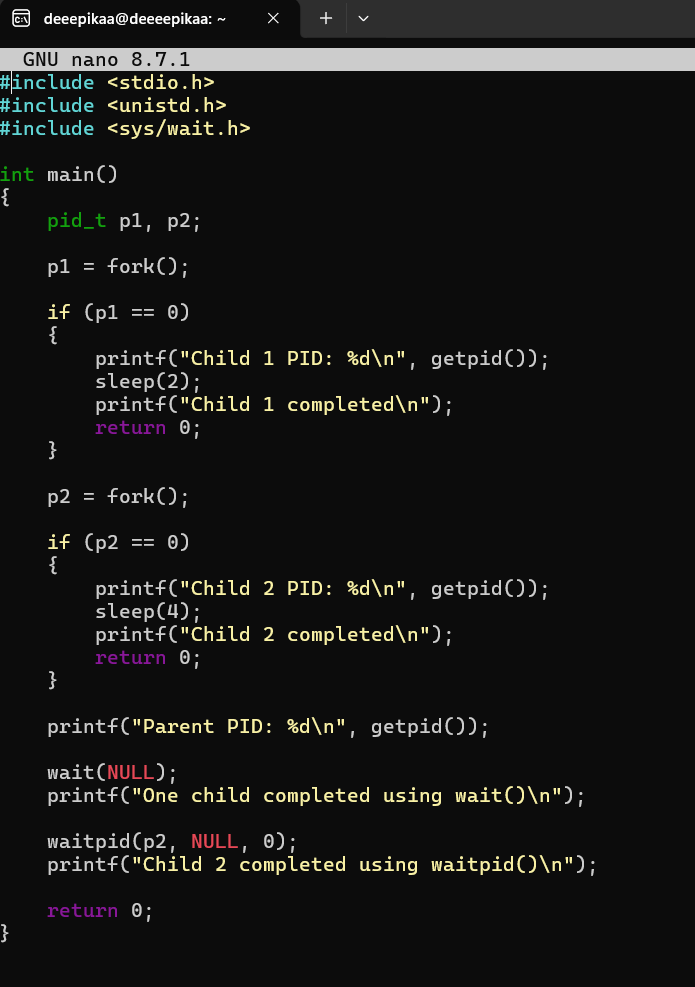 deeepikaa@deeeepikaa: ~
GNU nano 8.7.1
#include <stdio.h>
#include <unistd.h>
#include <sys/wait.h>

int main()
{
    pid_t p1, p2;

    p1 = fork();

    if (p1 == 0)
    {
        printf("Child 1 PID: %d\n", getpid());
        sleep(2);
        printf("Child 1 completed\n");
        return 0;
    }

    p2 = fork();

    if (p2 == 0)
    {
        printf("Child 2 PID: %d\n", getpid());
        sleep(4);
        printf("Child 2 completed\n");
        return 0;
    }

    printf("Parent PID: %d\n", getpid());

    wait(NULL);
    printf("One child completed using wait()\n");

    waitpid(p2, NULL, 0);
    printf("Child 2 completed using waitpid()\n");

    return 0;
}